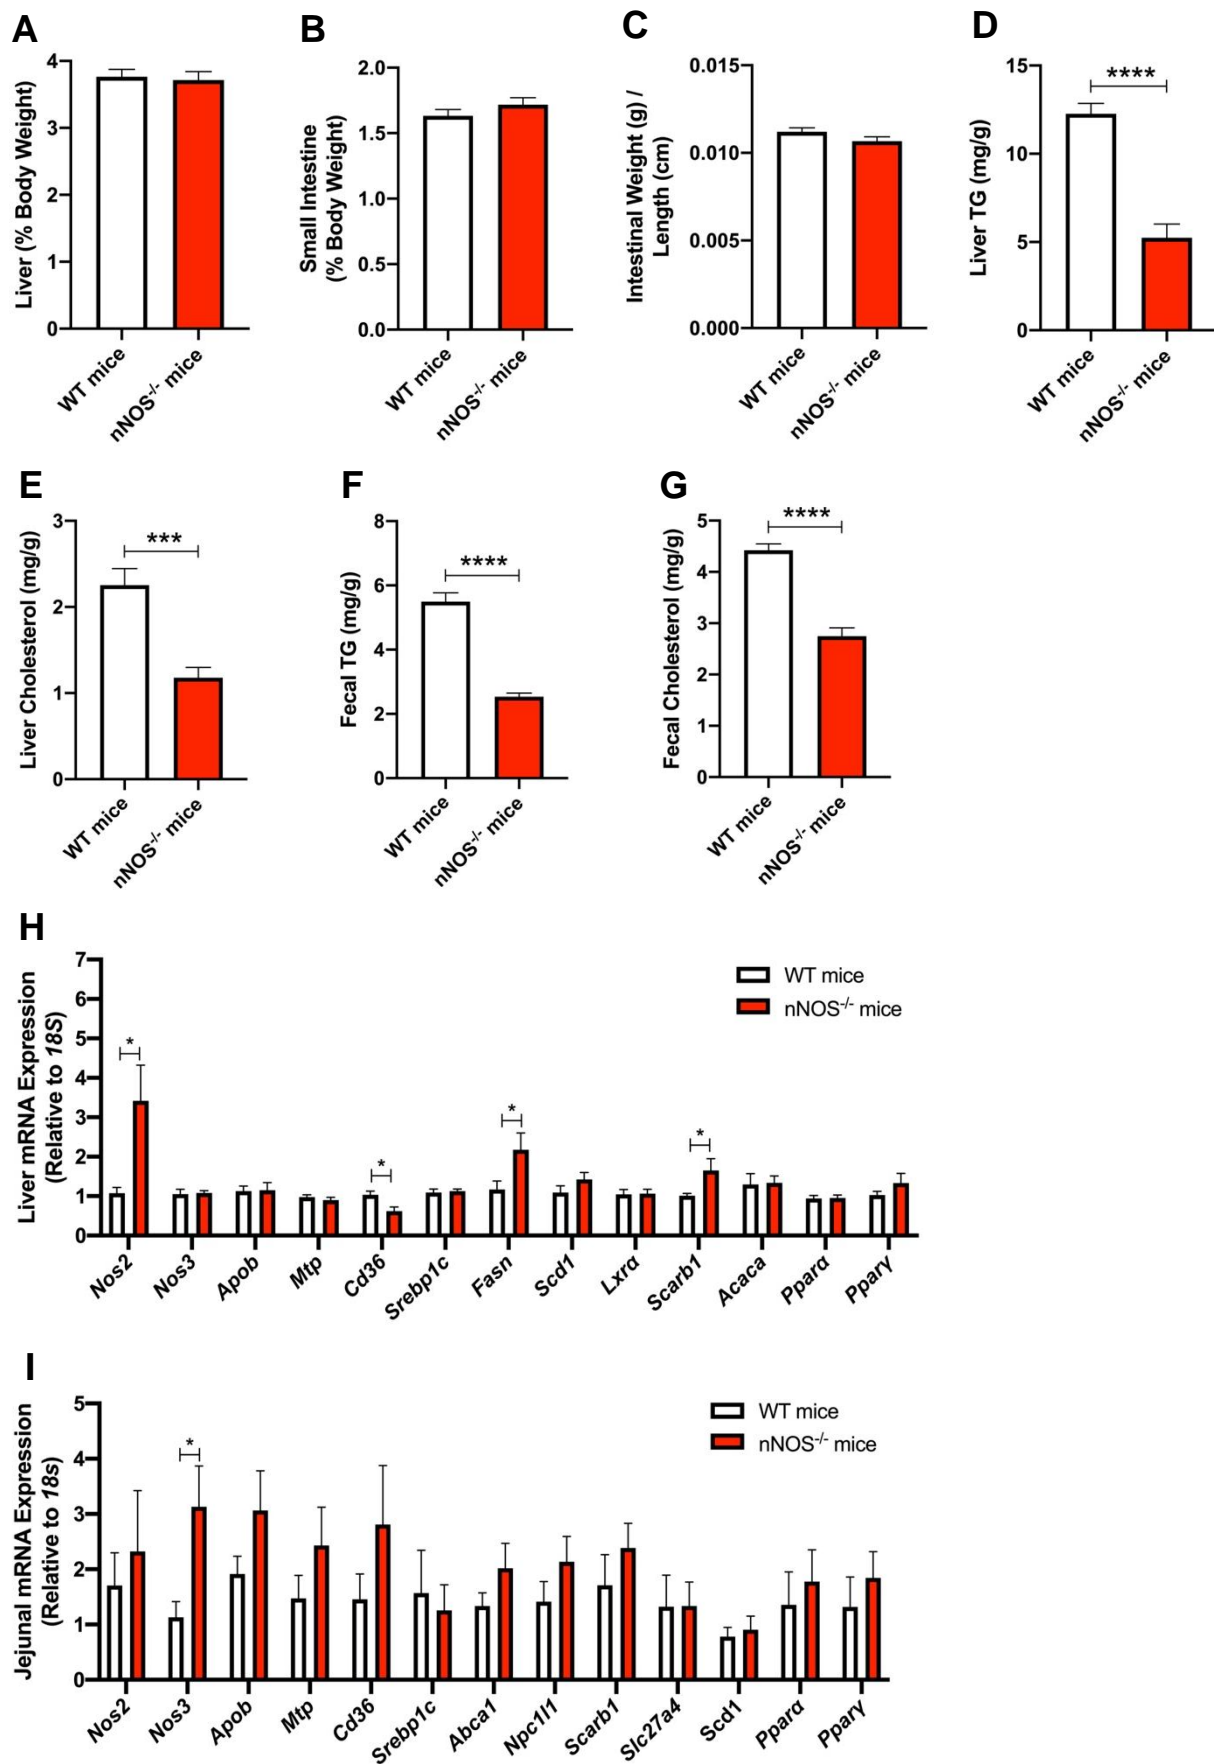 A
B
C
D
Liver (% Body Weight)
4
3
2
1
0
WT mice
nNOS-/- mice
Small Intestine
(% Body Weight)
2.0
1.5
1.0
0.5
0.0
WT mice
nNOS-/- mice
Intestinal Weight (g) /
Length (cm)
0.015
0.010
0.005
0.000
WT mice
nNOS-/- mice
Liver TG (mg/g)
15
10
5
0
****
WT mice
nNOS-/- mice
E
F
G
Liver Cholesterol (mg/g)
3
2
1
0
***
WT mice
nNOS-/- mice
Fecal TG (mg/g)
8
6
4
2
0
****
WT mice
nNOS-/- mice
Fecal Cholesterol (mg/g)
5
4
3
2
1
0
****
WT mice
nNOS-/- mice
H
Liver mRNA Expression
(Relative to 18S)
7
6
5
4
3
2
1
0
WT mice
nNOS-/- mice
*
*
*
*
Nos2
Nos3
Apob
Mtp
Cd36
Srebp1c
Fasn
Scd1
Lxrα
Scarb1
Acaca
Pparα
Pparγ
I
Jejunal mRNA Expression
(Relative to 18s)
5
4
3
2
1
0
WT mice
nNOS-/- mice
*
Nos2
Nos3
Apob
Mtp
Cd36
Srebp1c
Abca1
Npc1l1
Scarb1
Slc27a4
Scd1
Pparα
Pparγ